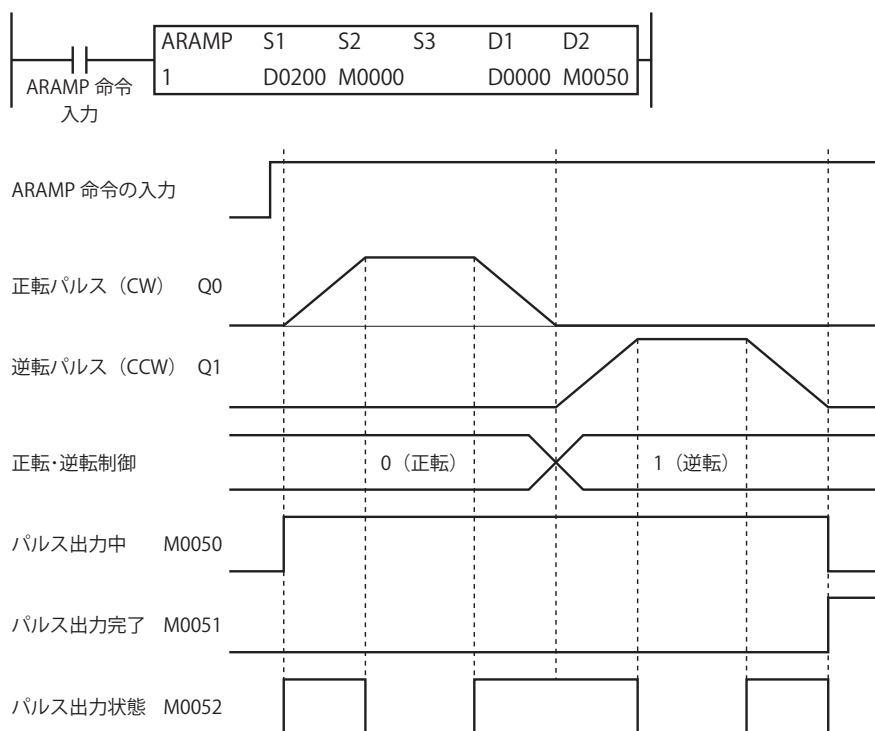 ARAMP S1 S2 S3 D1 D2
1 D0200 M0000 D0000 M0050
ARAMP 命令
入力
ARAMP 命令の入力
正転パルス（CW） Q0
逆転パルス（CCW） Q1
正転・逆転制御 0（正転） 1（逆転）
パルス出力中 M0050
パルス出力完了 M0051
パルス出力状態 M0052